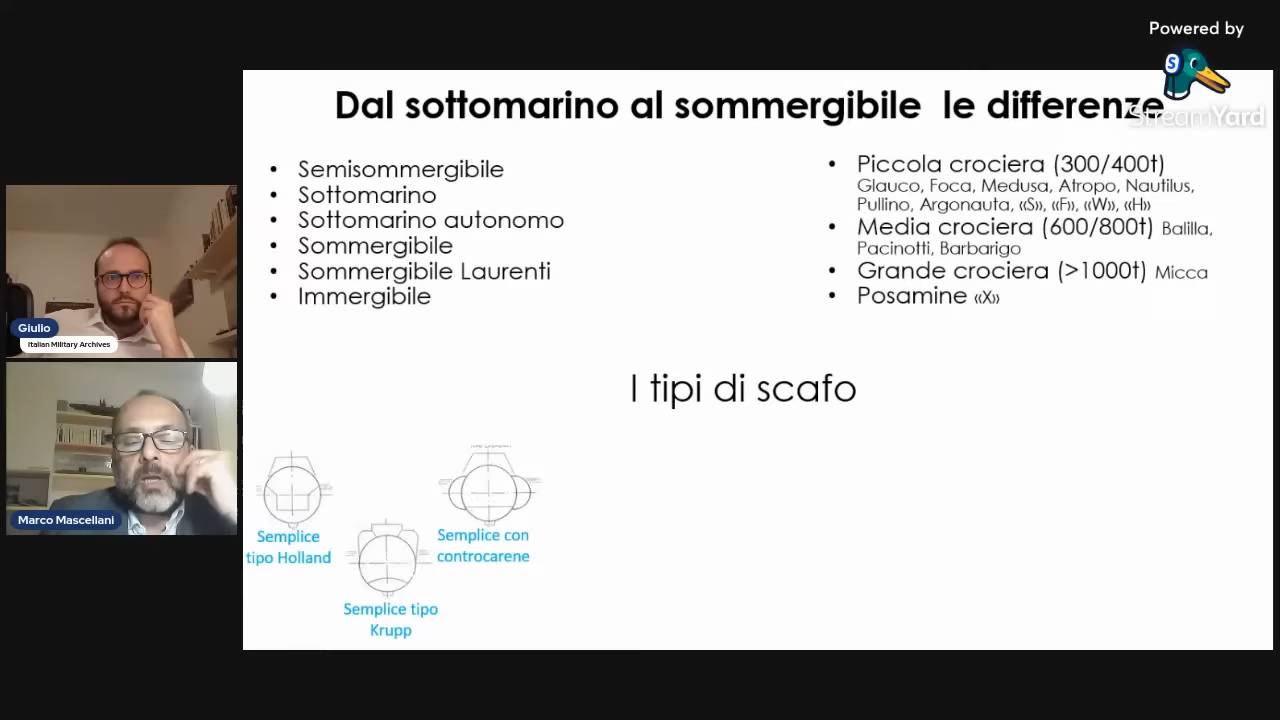 Powered by
StreamYard
Dal sottomarino al sommergibile le differenze
• Semisommergibile
• Sottomarino
• Sottomarino autonomo
• Sommergibile
• Sommergibile Laurenti
• Immergibile
• Piccola crociera (300/400t)
Glauco, Foca, Medusa, Atropo, Nautilus,
Pullino, Argonauta, «S», «F», «W», «H»
• Media crociera (600/800t) Balilla,
Pacinotti, Barbarigo
• Grande crociera (>1000t) Micca
• Posamine «X»
I tipi di scafo
Semplice
tipo Holland
Semplice tipo
Krupp
Semplice con
controcarene
Giulio
Italian Military Archives
Marco Mascellani